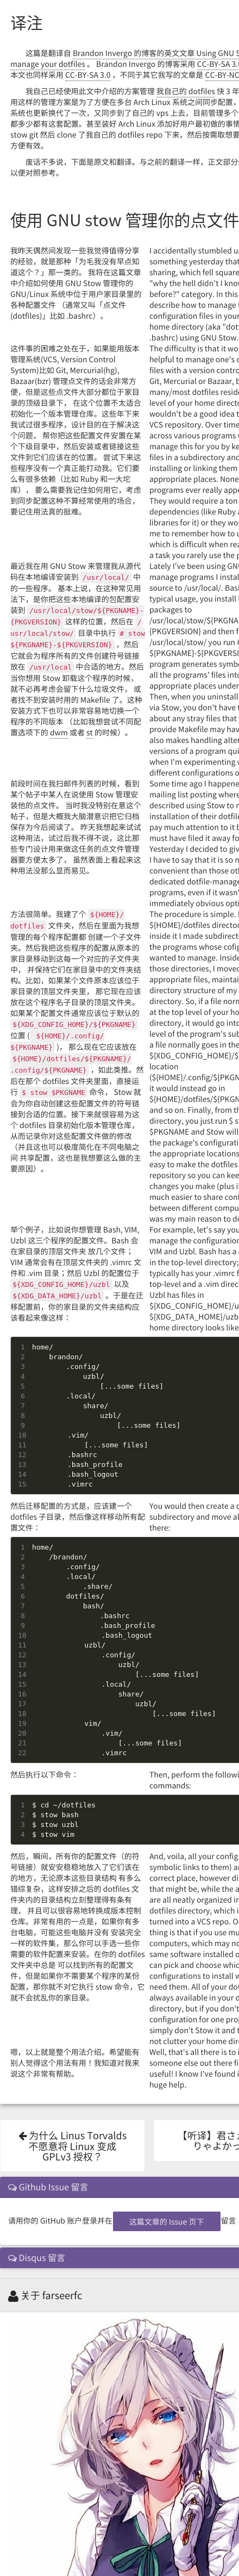 译注
这篇是翻译自 Brandon Invergo 的博客的英文文章 Using GNU S
manage your dotfiles 。 Brandon Invergo 的博客采用 CC-BY-SA 3.0
本文也同样采用 CC-BY-SA 3.0 ，不同于其它我写的文章是 CC-BY-NC
我自己已经使用此文中介绍的方案管理 我自己的 dotfiles 快 3 年
用这样的管理方案是为了方便在多台 Arch Linux 系统之间同步配置，
系统也更新换代了一次，又同步到了自己的 vps 上去，目前管理多个
都多少都有这套配置。甚至装好 Arch Linux 添加好用户最初做的事情
stow git 然后 clone 了我自己的 dotfiles repo 下来，然后按需取想要
方便有效。
废话不多说，下面是原文和翻译。与之前的翻译一样，正文部分
以便对照参考。
使用 GNU stow 管理你的点文件
我昨天偶然间发现一些我觉得值得分享
的经验，就是那种「为毛我没有早点知
道这个？」那一类的。 我将在这篇文章
中介绍如何使用 GNU Stow 管理你的
GNU/Linux 系统中位于用户家目录里的
各种配置文件 （通常又叫「点文件
(dotfiles)」比如 .bashrc）。
这件事的困难之处在于，如果能用版本
管理系统(VCS, Version Control
System)比如 Git, Mercurial(hg),
Bazaar(bzr) 管理点文件的话会非常方
便，但是这些点文件大部分都位于家目
录的顶级目录下， 在这个位置不太适合
初始化一个版本管理仓库。这些年下来
我试过很多程序，设计目的在于解决这
个问题， 帮你把这些配置文件安置在某
个下级目录中，然后安装或者链接这些
文件到它们应该在的位置。 尝试下来这
些程序没有一个真正能打动我。它们要
么有很多依赖（比如 Ruby 和一大坨
库）， 要么需要我记住如何用它，考虑
到同步配置这种不算经常使用的场合，
要记住用法真的挺难。
最近我在用 GNU Stow 来管理我从源代
码在本地编译安装到 /usr/local/ 中
的一些程序。 基本上说，在这种常见用
法下，是你把这些本地编译的包配置安
装到 /usr/local/stow/${PKGNAME}-
{PKGVERSION} 这样的位置，然后在 /
usr/local/stow/ 目录中执行 # stow
${PKGNAME}-${PKGVERSION} ，然后
它就会为程序所有的文件创建符号链接
放在 /usr/local 中合适的地方。然后
当你想用 Stow 卸载这个程序的时候，
就不必再考虑会留下什么垃圾文件， 或
者找不到安装时用的 Makefile 了。这种
安装方式下也可以非常容易地切换一个
程序的不同版本 （比如我想尝试不同配
置选项下的 dwm 或者 st 的时候）。
前段时间在我扫邮件列表的时候，看到
某个帖子中某人在说使用 Stow 管理安
装他的点文件。 当时我没特别在意这个
帖子，但是大概我大脑潜意识把它归档
保存为今后阅读了。 昨天我想起来试试
这种用法，试过后我不得不说，这比那
些专门设计用来做这任务的点文件管理
器要方便太多了， 虽然表面上看起来这
种用法没那么显而易见。
方法很简单。我建了个 ${HOME}/
dotfiles 文件夹，然后在里面为我想
管理的每个程序配置都 创建一个子文件
夹。然后我把这些程序的配置从原本的
家目录移动到这每一个对应的子文件夹
中， 并保持它们在家目录中的文件夹结
构。比如，如果某个文件原本应该位于
家目录的顶层文件夹里， 那它现在应该
放在这个程序名子目录的顶层文件夹。
如果某个配置文件通常应该位于默认的
${XDG_CONFIG_HOME}/${PKGNAME}
位置 ( ${HOME}/.config/
${PKGNAME} )， 那么现在它应该放在
${HOME}/dotfiles/${PKGNAME}/
.config/${PKGNAME} ，如此类推。然
后在那个 dotfiles 文件夹里面，直接运
行 $ stow $PKGNAME 命令， Stow 就
会为你自动创建这些配置文件的符号链
接到合适的位置。接下来就很容易为这
个 dotfiles 目录初始化版本管理仓库，
从而记录你对这些配置文件做的修改
（并且这也可以极度简化在不同电脑之
间 共享配置，这也是我想要这么做的主
要原因）。
举个例子，比如说你想管理 Bash, VIM,
Uzbl 这三个程序的配置文件。Bash 会
在家目录的顶层文件夹 放几个文件；
VIM 通常会有在顶层文件夹的 .vimrc 文
件和 .vim 目录；然后 Uzbl 的配置位于
${XDG_CONFIG_HOME}/uzbl 以及
${XDG_DATA_HOME}/uzbl 。于是在迁
移配置前，你的家目录的文件夹结构应
该看起来像这样：
I accidentally stumbled u
something yesterday that
sharing, which fell square
"why the hell didn't I know
before?" category. In this
describe how to manage t
configuration files in your
home directory (aka "dot
.bashrc) using GNU Stow.
The difficulty is that it wo
helpful to manage one's c
files with a version contro
Git, Mercurial or Bazaar, b
many/most dotfiles resid
level of your home directo
wouldn't be a good idea t
VCS repository. Over time
across various programs w
manage this for you by ke
files in a subdirectory and
installing or linking them
appropriate places. None
programs ever really appe
They would require a ton
dependencies (like Ruby a
libraries for it) or they wo
me to remember how to u
which is difficult when rea
a task you rarely use the p
Lately I've been using GN
manage programs I instal
source to /usr/local/. Basi
typical usage, you install
packages to
/usr/local/stow/${PKGNAM
{PKGVERSION} and then f
/usr/local/stow/ you run #
${PKGNAME}-${PKGVERSIO
all the programs' files into
appropriate places under
Then, when you uninstall
via Stow, you don't have t
about any stray files that
provide Makefile may hav
also makes handling alter
versions of a program qui
when I'm experimenting w
different configurations o
Some time ago I happene
mailing list posting where
described using Stow to m
installation of their dotfil
pay much attention to it b
must have filed it away fo
Yesterday I decided to giv
I have to say that it is so m
convenient than those oth
dedicated dotfile-manage
programs, even if it wasn'
immediately obvious opti
The procedure is simple. I
${HOME}/dotfiles director
inside it I made subdirect
the programs whose cofig
wanted to manage. Inside
those directories, I moved
appropriate files, maintai
directory structure of my
directory. So, if a file norm
at the top level of your ho
directory, it would go into
level of the program's sub
a file normally goes in the
${XDG_CONFIG_HOME}/${
location
(${HOME}/.config/${PKGNA
it would instead go in
${HOME}/dotfiles/${PKGN
and so on. Finally, from th
directory, you just run $ s
$PKGNAME and Stow will
the package's configuratio
the appropriate locations
easy to make the dotfiles
repository so you can kee
changes you make (plus it
much easier to share conf
between different compu
was my main reason to do
For example, let's say you
manage the configuration
VIM and Uzbl. Bash has a
in the top-level directory;
typically has your .vimrc f
top-level and a .vim direc
Uzbl has files in
${XDG_CONFIG_HOME}/u
${XDG_DATA_HOME}/uzb
home directory looks like
1 home/
2 brandon/
3 .config/
4 uzbl/
5 [...some files]
6 .local/
7 share/
8 uzbl/
9 [...some files]
10 .vim/
11 [...some files]
12 .bashrc
13 .bash_profile
14 .bash_logout
15 .vimrc
然后迁移配置的方式是，应该建一个
dotfiles 子目录，然后像这样移动所有配
置文件：
You would then create a d
subdirectory and move al
there:
1 home/
2 /brandon/
3 .config/
4 .local/
5 .share/
6 dotfiles/
7 bash/
8 .bashrc
9 .bash_profile
10 .bash_logout
11 uzbl/
12 .config/
13 uzbl/
14 [...some files]
15 .local/
16 share/
17 uzbl/
18 [...some files]
19 vim/
20 .vim/
21 [...some files]
22 .vimrc
然后执行以下命令：
Then, perform the followi
commands:
1 $ cd ~/dotfiles
2 $ stow bash
3 $ stow uzbl
4 $ stow vim
然后，瞬间，所有你的配置文件（的符
号链接）就安安稳稳地放入了它们该在
的地方，无论原本这些目录结构 有多么
错综复杂，这样安排之后的 dotfiles 文
件夹内的目录结构立刻整理得有条有
理， 并且可以很容易地转换成版本控制
仓库。非常有用的一点是，如果你有多
台电脑，可能这些电脑并没有 安装完全
一样的软件集，那么你可以手选一些你
需要的软件配置来安装。在你的 dotfiles
文件夹中总是 可以找到所有的配置文
件，但是如果你不需要某个程序的某份
配置，那你就不对它执行 stow 命令，它
就不会扰乱你的家目录。
嗯，以上就是整个用法介绍。希望能有
别人觉得这个用法有用！我知道对我来
说这个非常有帮助。
And, voila, all your config
symbolic links to them) ar
correct place, however di
that might be, while the a
are all neatly organized in
dotfiles directory, which i
turned into a VCS repo. O
thing is that if you use mu
computers, which may no
same software installed o
can pick and choose whic
configurations to install w
need them. All of your dot
always available in your d
directory, but if you don't
configuration for one prog
simply don't Stow it and t
not clutter your home dire
Well, that's all there is to i
someone else out there fi
useful! I know I've found i
huge help.
为什么 Linus Torvalds
不愿意将 Linux 变成
GPLv3 授权？
【听译】君さ
りゃよかっ
Github Issue 留言
请用你的 GitHub 账户登录并在 这篇文章的 Issue 页下 留言
Disqus 留言
关于 farseerfc